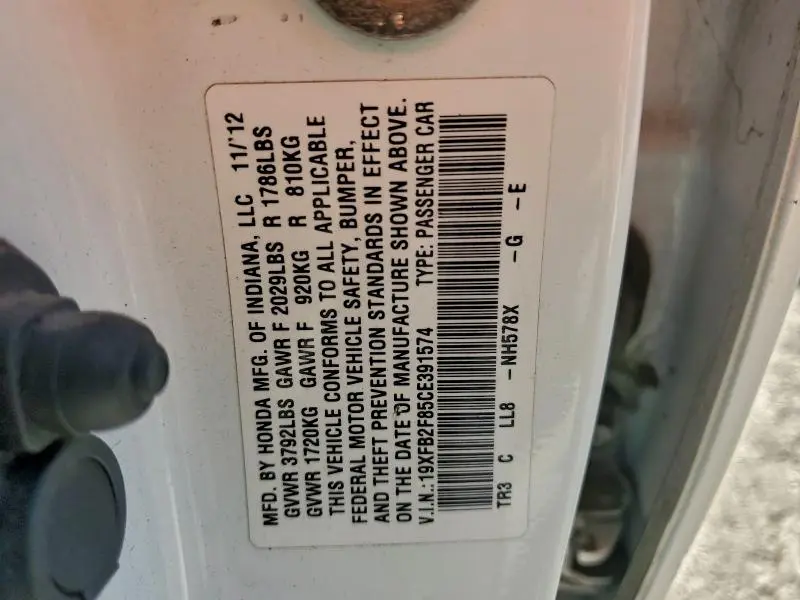 MFD. BY HONDA MFG. OF INDIANA, LLC 11/'12
GVWR 3792LBS GAWR F 2029LBS R 1786LBS
GVWR 1720KG GAWR F 920KG R 810KG
THIS VEHICLE CONFORMS TO ALL APPLICABLE
FEDERAL MOTOR VEHICLE SAFETY, BUMPER,
AND THEFT PREVENTION STANDARDS IN EFFECT
ON THE DATE OF MANUFACTURE SHOWN ABOVE.
V.I.N.:19XFB2F85CE391574 TYPE: PASSENGER CAR
TR3 C LL8 -NH578X -G -E